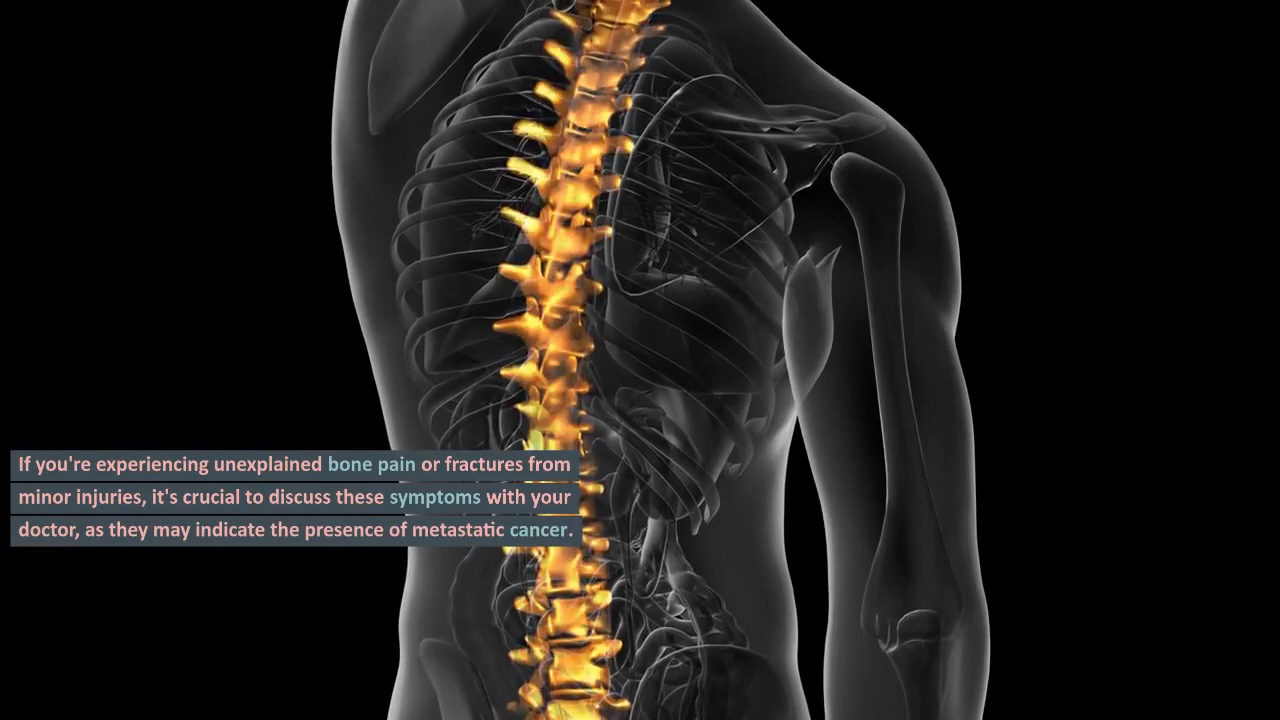 If you're experiencing unexplained bone pain or fractures from
minor injuries, it's crucial to discuss these symptoms with your
doctor, as they may indicate the presence of metastatic cancer.